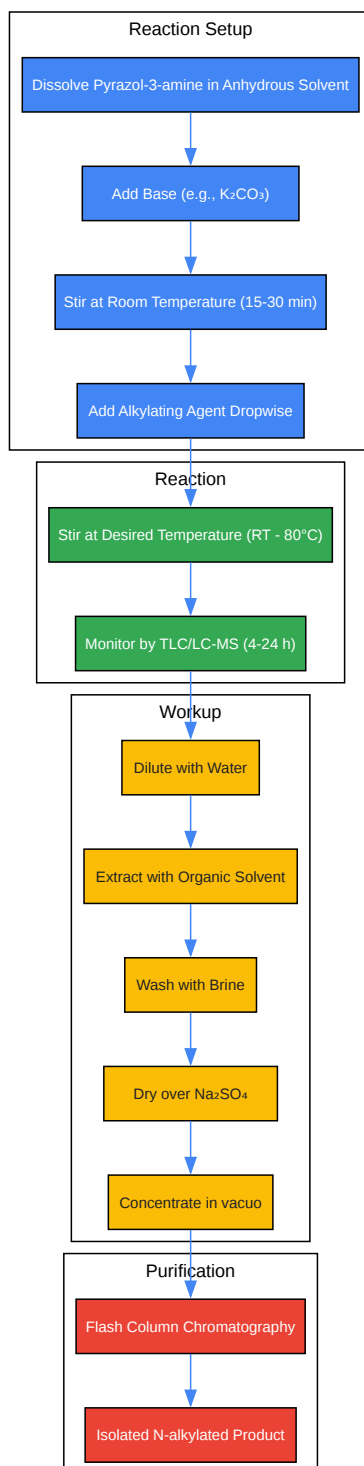 Reaction Setup
Dissolve Pyrazol-3-amine in Anhydrous Solvent
Add Base (e.g., K₂CO₃)
Stir at Room Temperature (15-30 min)
Add Alkylating Agent Dropwise
Reaction
Stir at Desired Temperature (RT - 80°C)
Monitor by TLC/LC-MS (4-24 h)
Workup
Dilute with Water
Extract with Organic Solvent
Wash with Brine
Dry over Na₂SO₄
Concentrate in vacuo
Purification
Flash Column Chromatography
Isolated N-alkylated Product